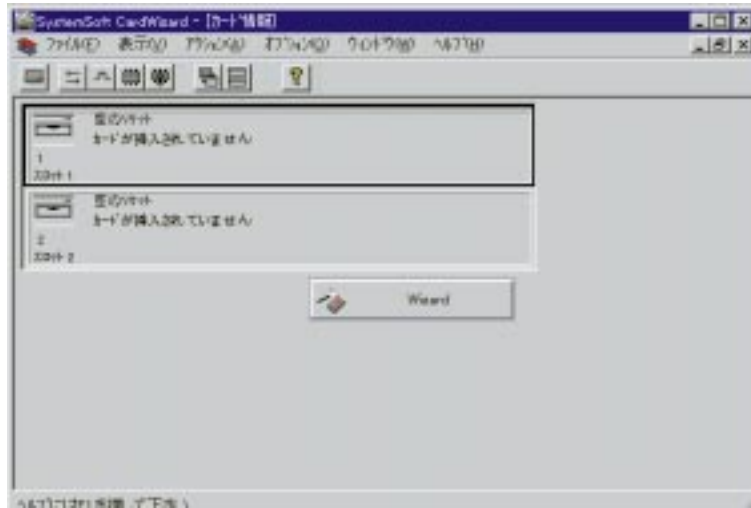 SystemSoft CardWizard - [カード情報]
ファイル(F) 表示(V) アクション(A) オプション(O) ウィンドウ(W) ヘルプ(H)
空のソケット
カードが挿入されていません
1
スロット 1
空のソケット
カードが挿入されていません
2
スロット 2
Wizard